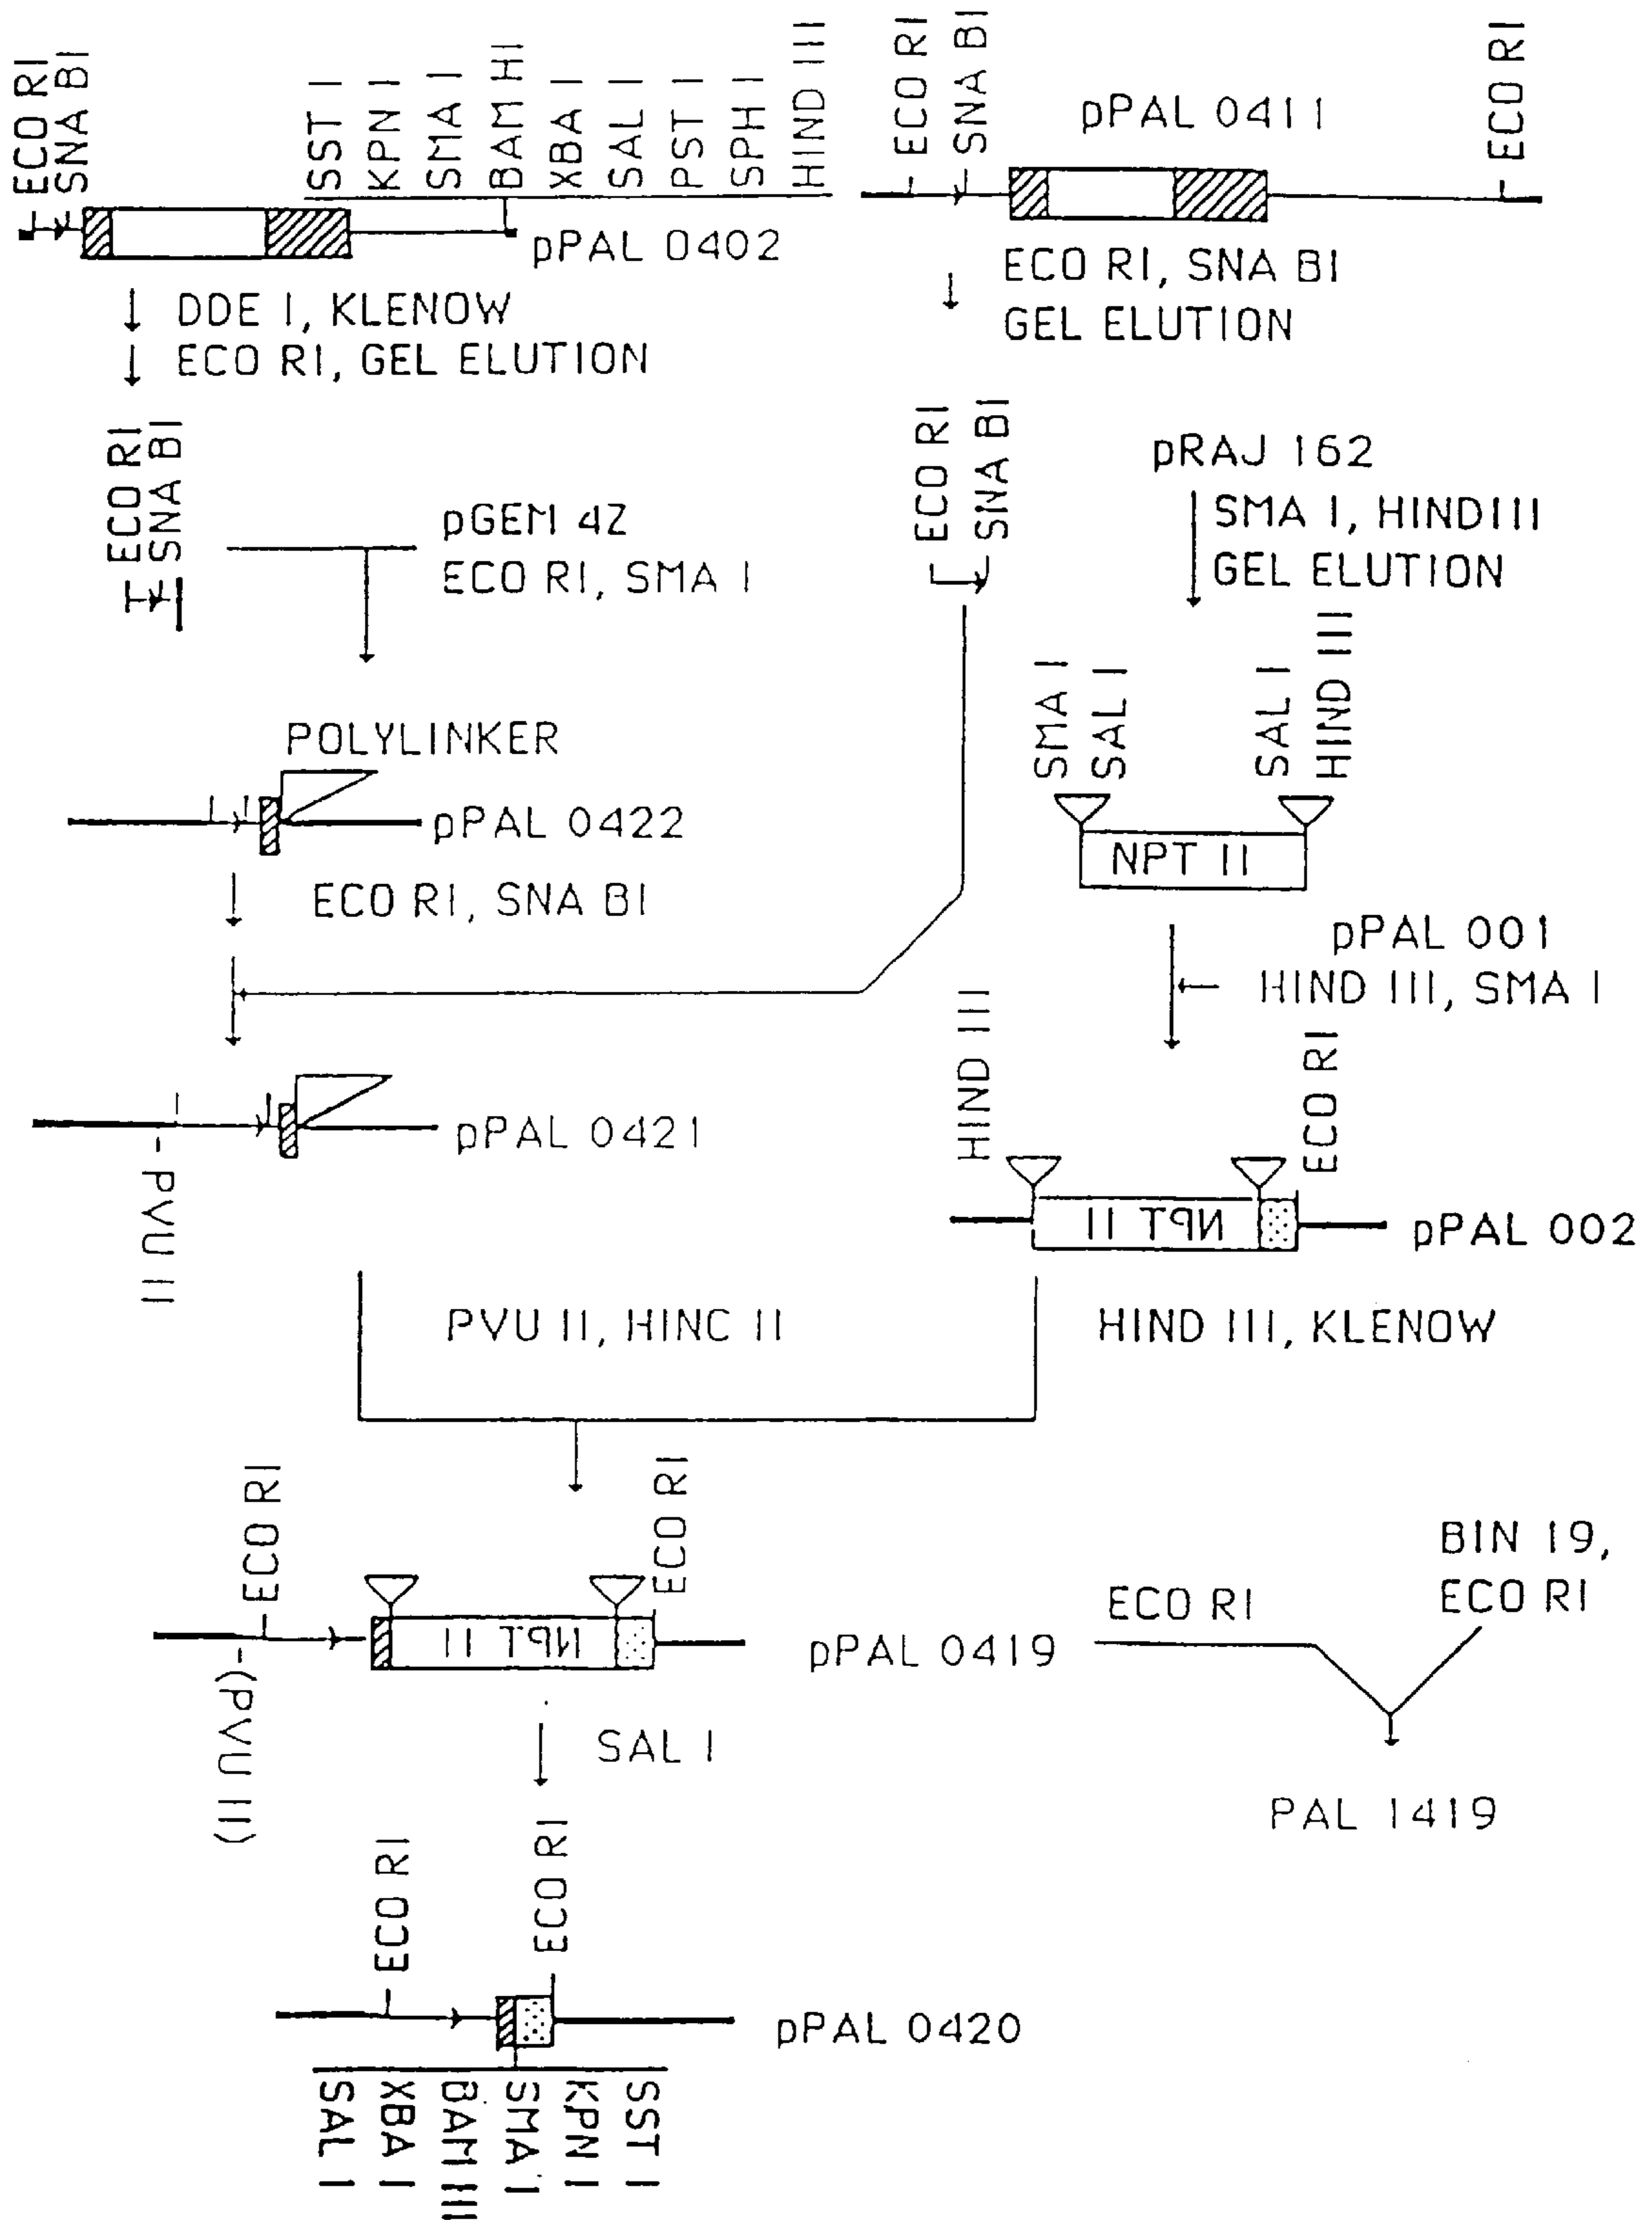 ECO RI
SNA BI
SST I
KPN I
SMA I
BAM HI
XBA I
SAL I
PST I
SPH I
HIND III
pPAL 0402
ECO RI
SNA BI
pPAL 0411
ECO RI
DDE I, KLENOW
ECO RI, GEL ELUTION
ECO RI, SNA BI
GEL ELUTION
ECO RI
SNA BI
pGEM 4Z
ECO RI, SMA I
ECO RI
SNA BI
pRAJ 162
SMA I, HINDIII
GEL ELUTION
SMA I
SAL I
SAL I
HIND III
NPT II
POLYLINKER
pPAL 0422
ECO RI, SNA BI
pPAL 001
HIND III, SMA I
pPAL 0421
PVU II
HIND III
ECO RI
NPT II
pPAL 002
PVU II, HINC II
HIND III, KLENOW
ECO RI
(PVU II)
NPT II
ECO RI
pPAL 0419
ECO RI
BIN 19,
ECO RI
PAL 1419
SAL I
ECO RI
ECO RI
pPAL 0420
SAL I
XBA I
BAM III
SMA I
KPN I
SST I